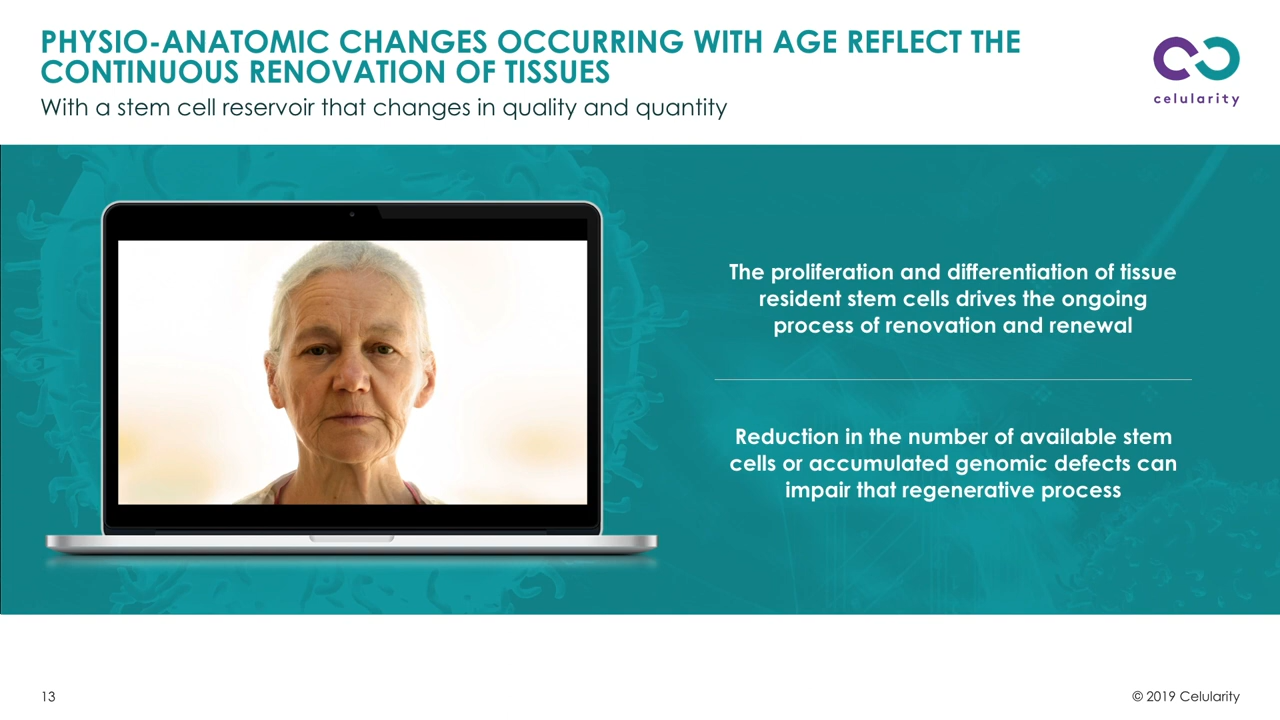 PHYSIO-ANATOMIC CHANGES OCCURRING WITH AGE REFLECT THE
CONTINUOUS RENOVATION OF TISSUES
With a stem cell reservoir that changes in quality and quantity
celularity
The proliferation and differentiation of tissue
resident stem cells drives the ongoing
process of renovation and renewal
Reduction in the number of available stem
cells or accumulated genomic defects can
impair that regenerative process
13
© 2019 Celularity